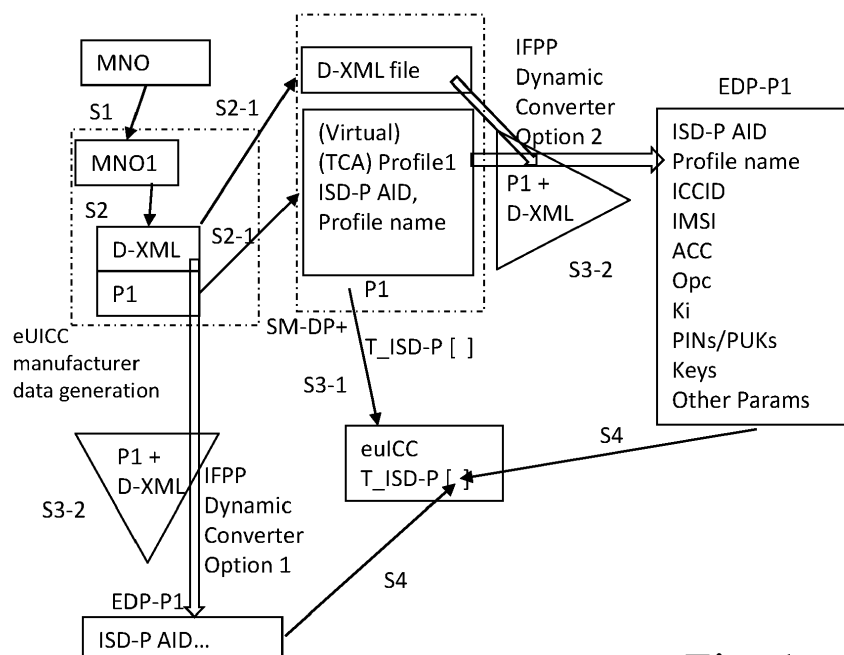 MNO
S1
MNO1
S2
D-XML
P1
eUICC
manufacturer
data generation
S2-1
S2-1
D-XML file
(Virtual)
(TCA) Profile1
ISD-P AID,
Profile name
P1
SM-DP+
T_ISD-P [ ]
S3-1
IFPP
Dynamic
Converter
Option 2
P1 +
D-XML
S3-2
EDP-P1
ISD-P AID
Profile name
ICCID
IMSI
ACC
Opc
Ki
PINs/PUKs
Keys
Other Params
S4
euICC
T_ISD-P [ ]
P1 +
D-XML
S3-2
IFPP
Dynamic
Converter
Option 1
S4
EDP-P1
ISD-P AID...